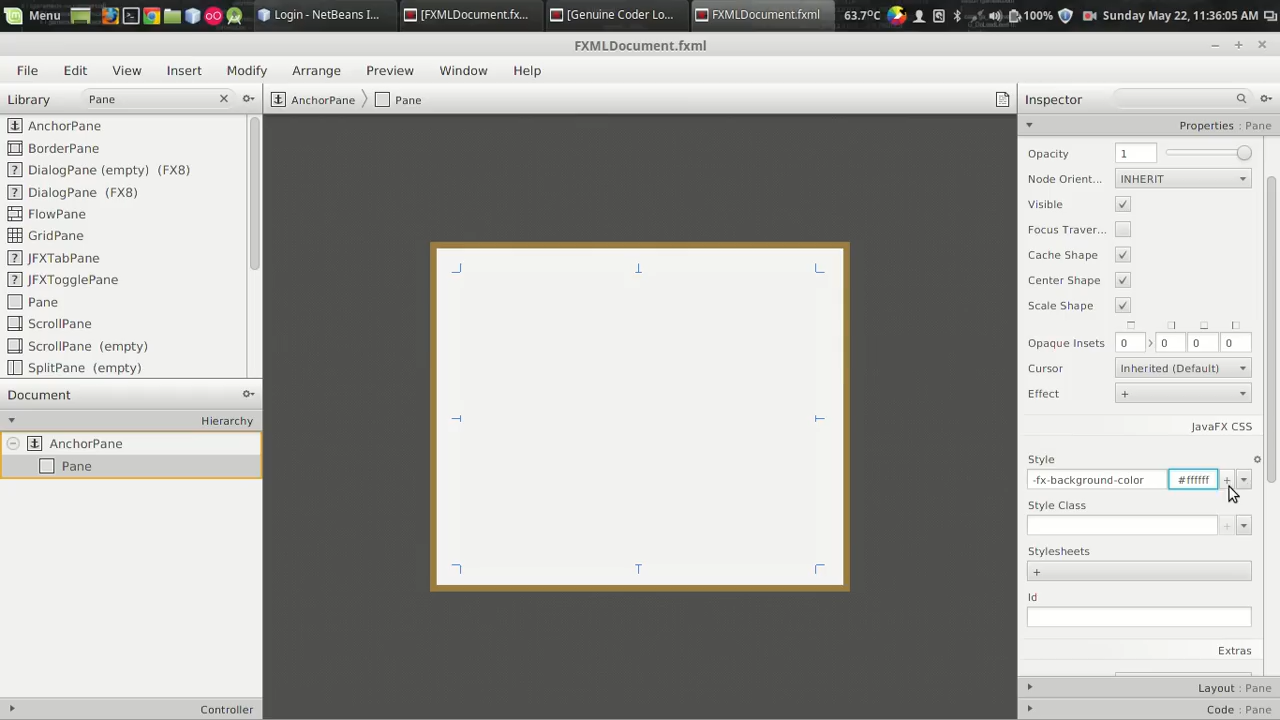 Menu
Login - NetBeans I...
[FXMLDocument.fx...
[Genuine Coder Lo...
FXMLDocument.fxml
63.7°C
100%
Sunday May 22, 11:36:05 AM
FXMLDocument.fxml
File Edit View Insert Modify Arrange Preview Window Help
Library Pane
AnchorPane Pane
Inspector
AnchorPane
BorderPane
DialogPane (empty) (FX8)
DialogPane (FX8)
FlowPane
GridPane
JFXTabPane
JFXTogglePane
Pane
ScrollPane
ScrollPane (empty)
SplitPane (empty)
Document
Hierarchy
AnchorPane
Pane
Controller
Properties : Pane
Opacity 1
Node Orient... INHERIT
Visible
Focus Traver...
Cache Shape
Center Shape
Scale Shape
Opaque Insets 0 0 0 0
Cursor Inherited (Default)
Effect +
JavaFX CSS
Style
-fx-background-color #ffffff +
Style Class
+
Stylesheets
+
Id
Extras
Layout : Pane
Code : Pane